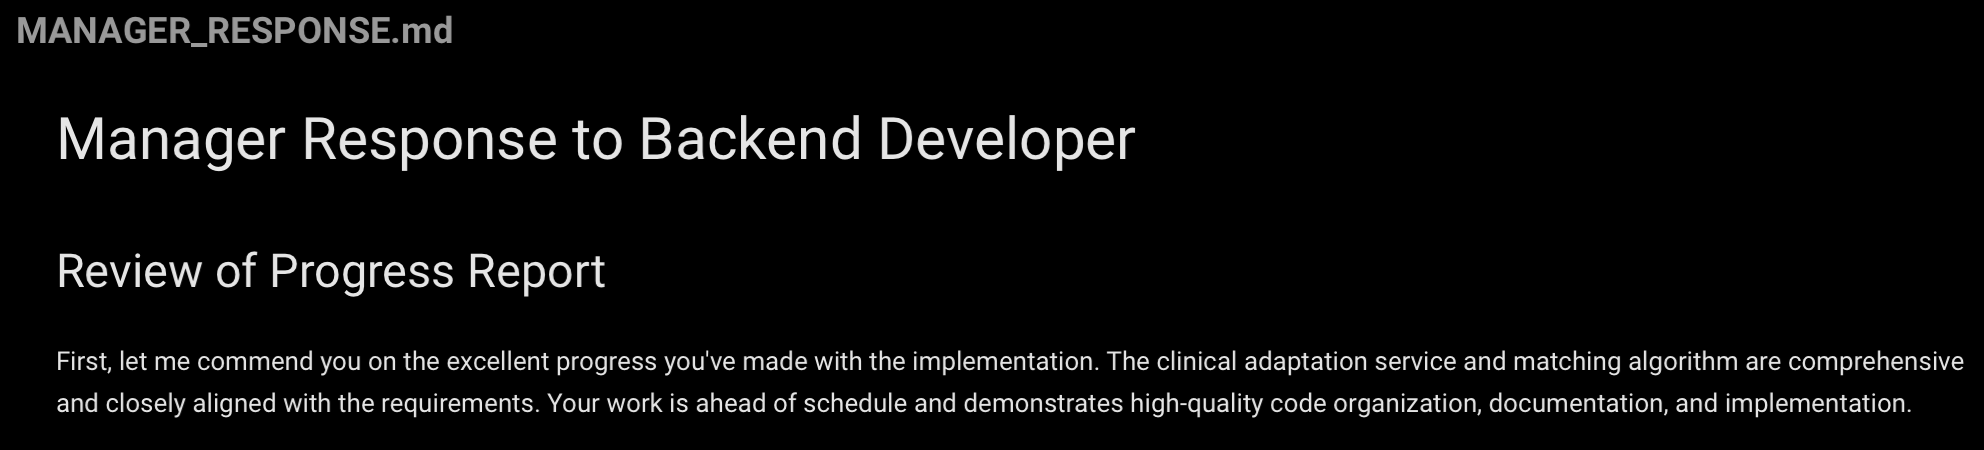 MANAGER_RESPONSE.md
Manager Response to Backend Developer
Review of Progress Report
First, let me commend you on the excellent progress you've made with the implementation. The clinical adaptation service and matching algorithm are comprehensive
and closely aligned with the requirements. Your work is ahead of schedule and demonstrates high-quality code organization, documentation, and implementation.